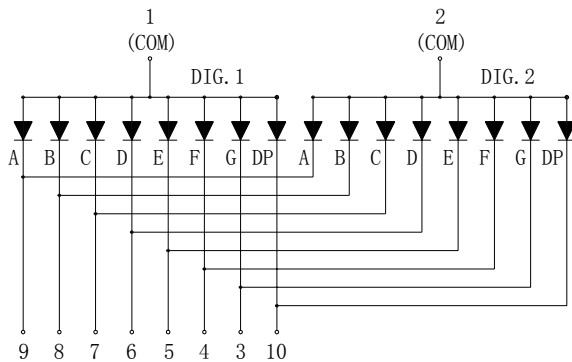 1 2
(COM) (COM)
DIG.1 DIG.2
A B C D E F G DP A B C D E F G DP
9 8 7 6 5 4 3 10